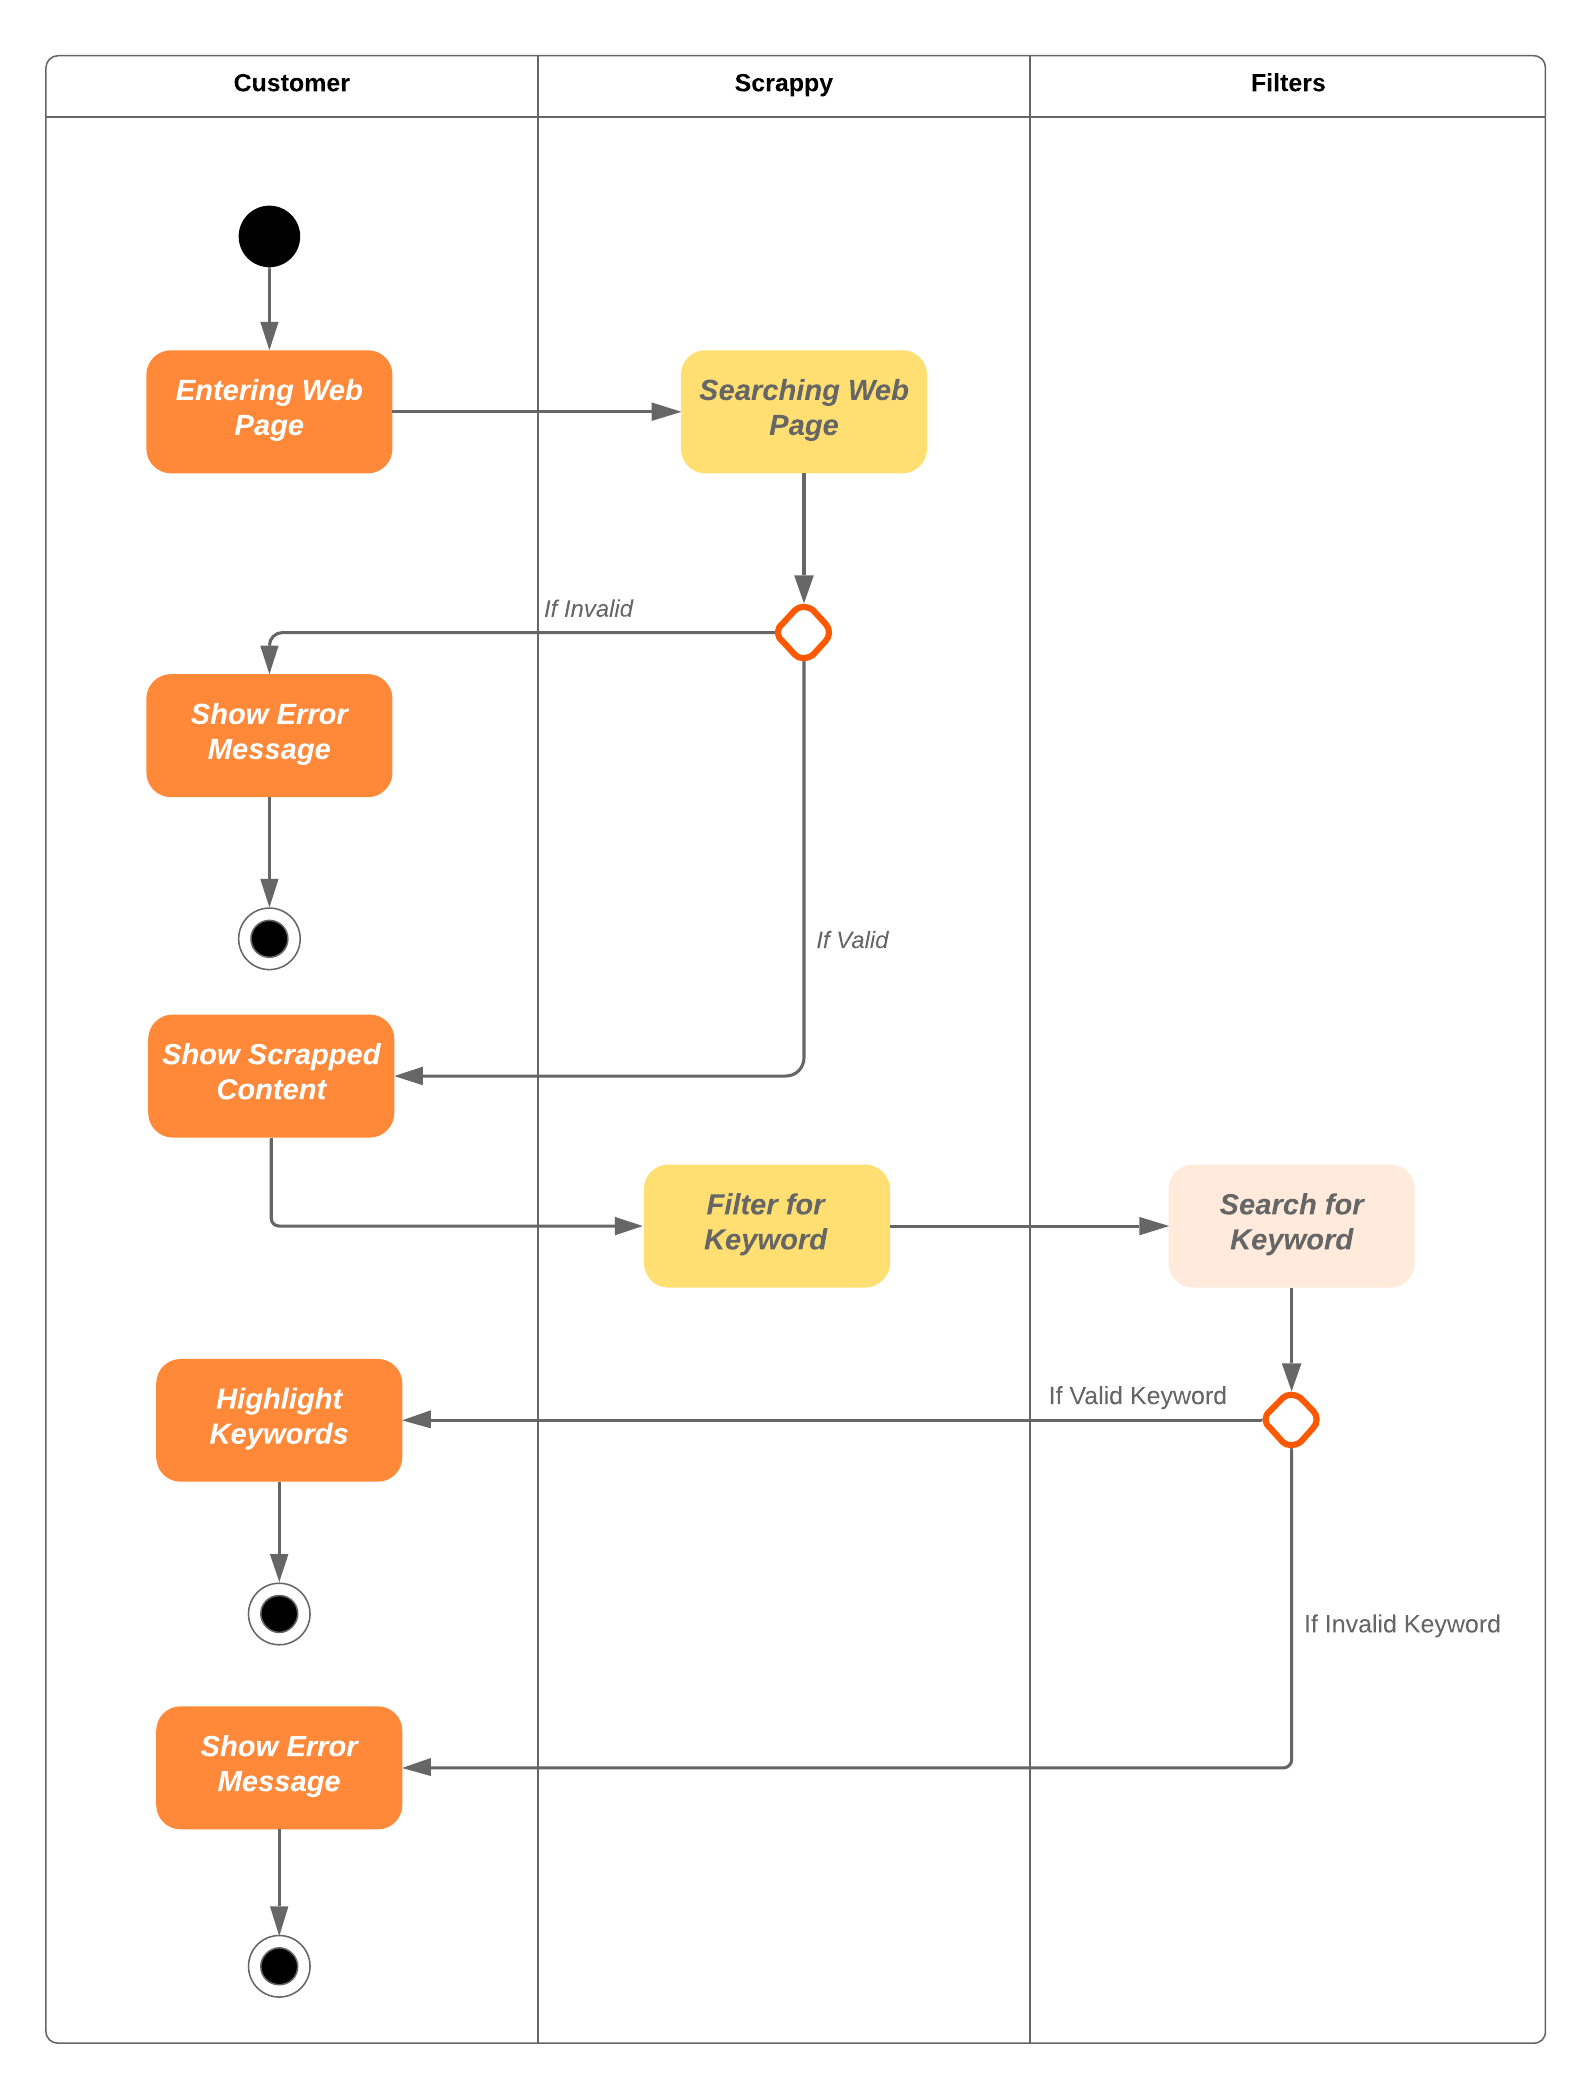 Customer
Scrappy
Filters
Entering Web
Page
Searching Web
Page
If Invalid
Show Error
Message
If Valid
Show Scrapped
Content
Filter for
Keyword
Search for
Keyword
If Valid Keyword
Highlight
Keywords
If Invalid Keyword
Show Error
Message